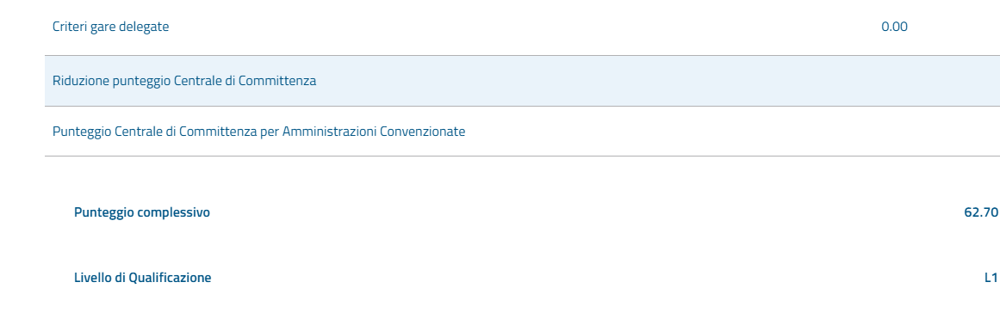 Criteri gare delegate 0.00
Riduzione punteggio Centrale di Committenza
Punteggio Centrale di Committenza per Amministrazioni Convenzionate
Punteggio complessivo 62.70
Livello di Qualificazione L1